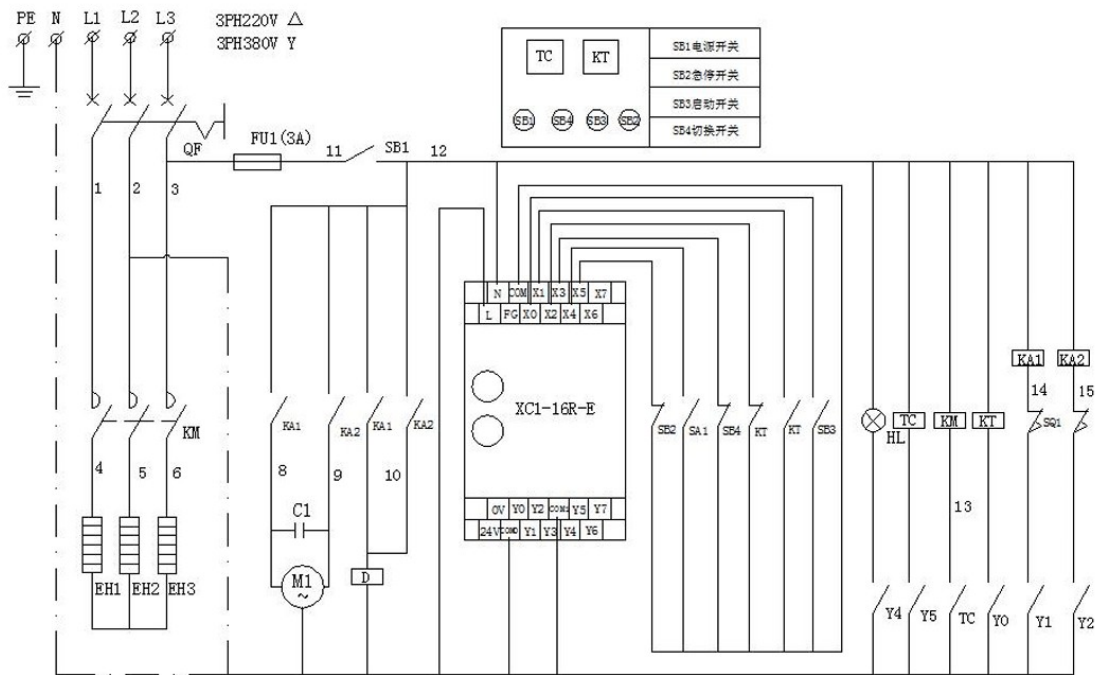 PE N L1 L2 L3
3PH220V △
3PH380V Y
TC KT
SB1 SB4 SB3 SB2
SB1电源开关
SB2急停开关
SB3启动开关
SB4切换开关
QF
FU1(3A)
11
SB1
12
1 2 3
N COM X1 X3 X5 X7
L FG X0 X2 X4 X6
XC1-16R-E
0V Y0 Y2 COM1 Y5 Y7
24V COM0 Y1 Y3 Y4 Y6
KM
4 5 6
EH1 EH2 EH3
KA1 KA2 KA1 KA2
8 9 10
C1
M1
~
D
SB2 SA1 SB4 KT KT SB3
KA1 KA2
14 15
HL TC KM KT SQ1
13
Y4 Y5 TC Y0 Y1 Y2